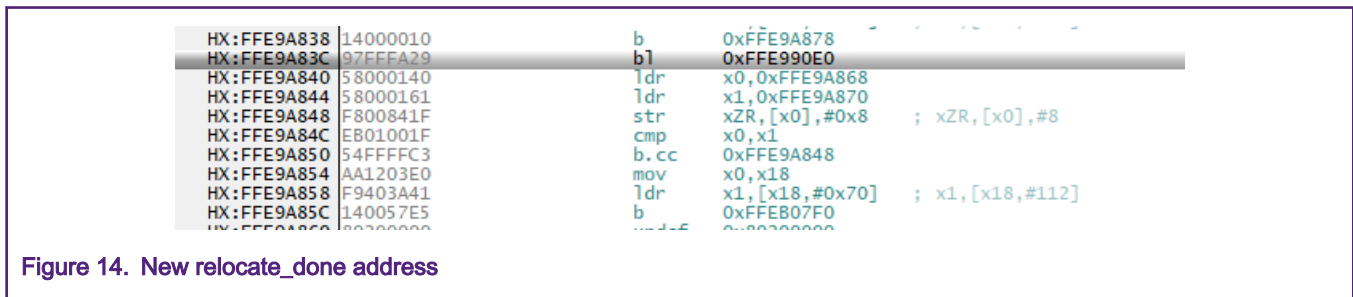 HX:FFE9A838 14000010 b 0xFFE9A878
HX:FFE9A83C 97FFFA29 bl 0xFFE990E0
HX:FFE9A840 58000140 ldr x0,0xFFE9A868
HX:FFE9A844 58000161 ldr x1,0xFFE9A870
HX:FFE9A848 F800841F str xZR,[x0],#0x8 ; xZR,[x0],#8
HX:FFE9A84C EB01001F cmp x0,x1
HX:FFE9A850 54FFFFC3 b.cc 0xFFE9A848
HX:FFE9A854 AA1203E0 mov x0,x18
HX:FFE9A858 F9403A41 ldr x1,[x18,#0x70] ; x1,[x18,#112]
HX:FFE9A85C 140057E5 b 0xFFEB07F0
Figure 14. New relocate_done address